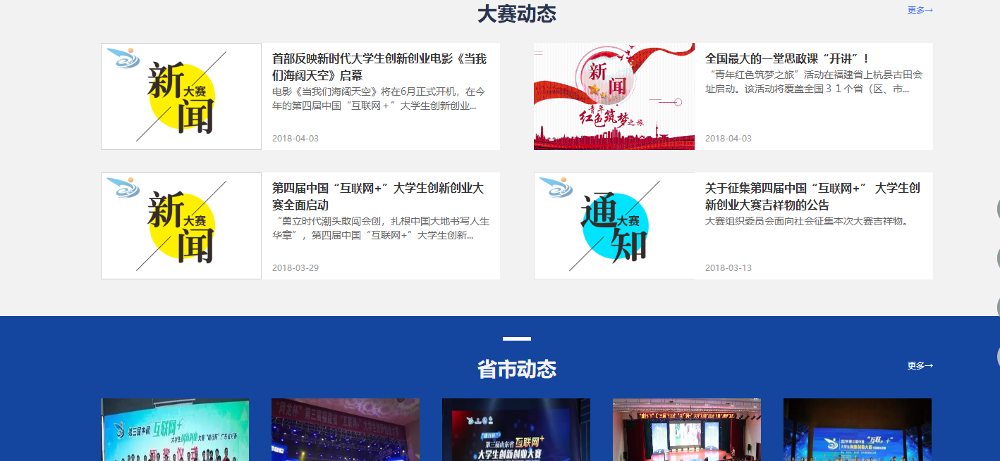 大赛动态
更多→
新
大赛
闻
首部反映新时代大学生创新创业电影《当我
们海阔天空》启幕
电影《当我们海阔天空》将在6月正式开机，在今
年的第四届中国“互联网＋”大学生创新创业...
2018-04-03
新
闻
青年
红色筑梦之旅
全国最大的一堂思政课“开讲”！
“青年红色筑梦之旅”活动在福建省上杭县古田会
址启动。该活动将覆盖全国３１个省（区、市...
2018-04-03
新
大赛
闻
第四届中国“互联网+”大学生创新创业大
赛全面启动
“勇立时代潮头敢闯会创，扎根中国大地书写人生
华章”，第四届中国“互联网+”大学生创新...
2018-03-29
通
大赛
知
关于征集第四届中国“互联网+” 大学生创
新创业大赛吉祥物的公告
大赛组织委员会面向社会征集本次大赛吉祥物。
2018-03-13
省市动态
更多→
第三届中国“互联网+”
大学生创新创业大赛
颁奖仪式
第三届山东省互联网+
大学生创新创业大赛